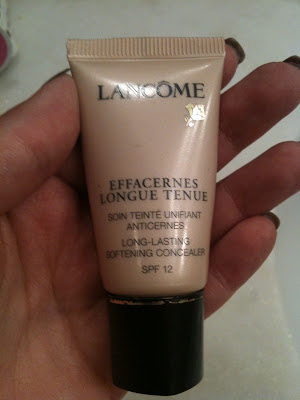 LANCÔME
EFFACERNES
LONGUE TENUE
SOIN TEINTÉ UNIFIANT
ANTICERNES
LONG-LASTING
SOFTENING CONCEALER
SPF 12